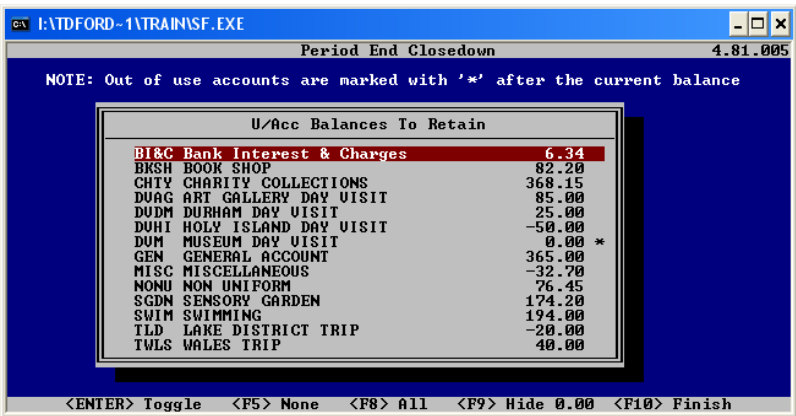 I:\TDFORD~1\TRAIN\SF.EXE
Period End Closedown 4.81.005
NOTE: Out of use accounts are marked with '*' after the current balance
U/Acc Balances To Retain
BI&C Bank Interest & Charges 6.34
BKSH BOOK SHOP 82.20
CHTY CHARITY COLLECTIONS 368.15
DVAG ART GALLERY DAY VISIT 85.00
DVDM DURHAM DAY VISIT 25.00
DVHI HOLY ISLAND DAY VISIT -50.00
DVM MUSEUM DAY VISIT 0.00 *
GEN GENERAL ACCOUNT 365.00
MISC MISCELLANEOUS -32.70
NONU NON UNIFORM 76.45
SGDN SENSORY GARDEN 174.20
SWIM SWIMMING 194.00
TLD LAKE DISTRICT TRIP -20.00
TWLS WALES TRIP 40.00
<ENTER> Toggle <F5> None <F8> All <F9> Hide 0.00 <F10> Finish